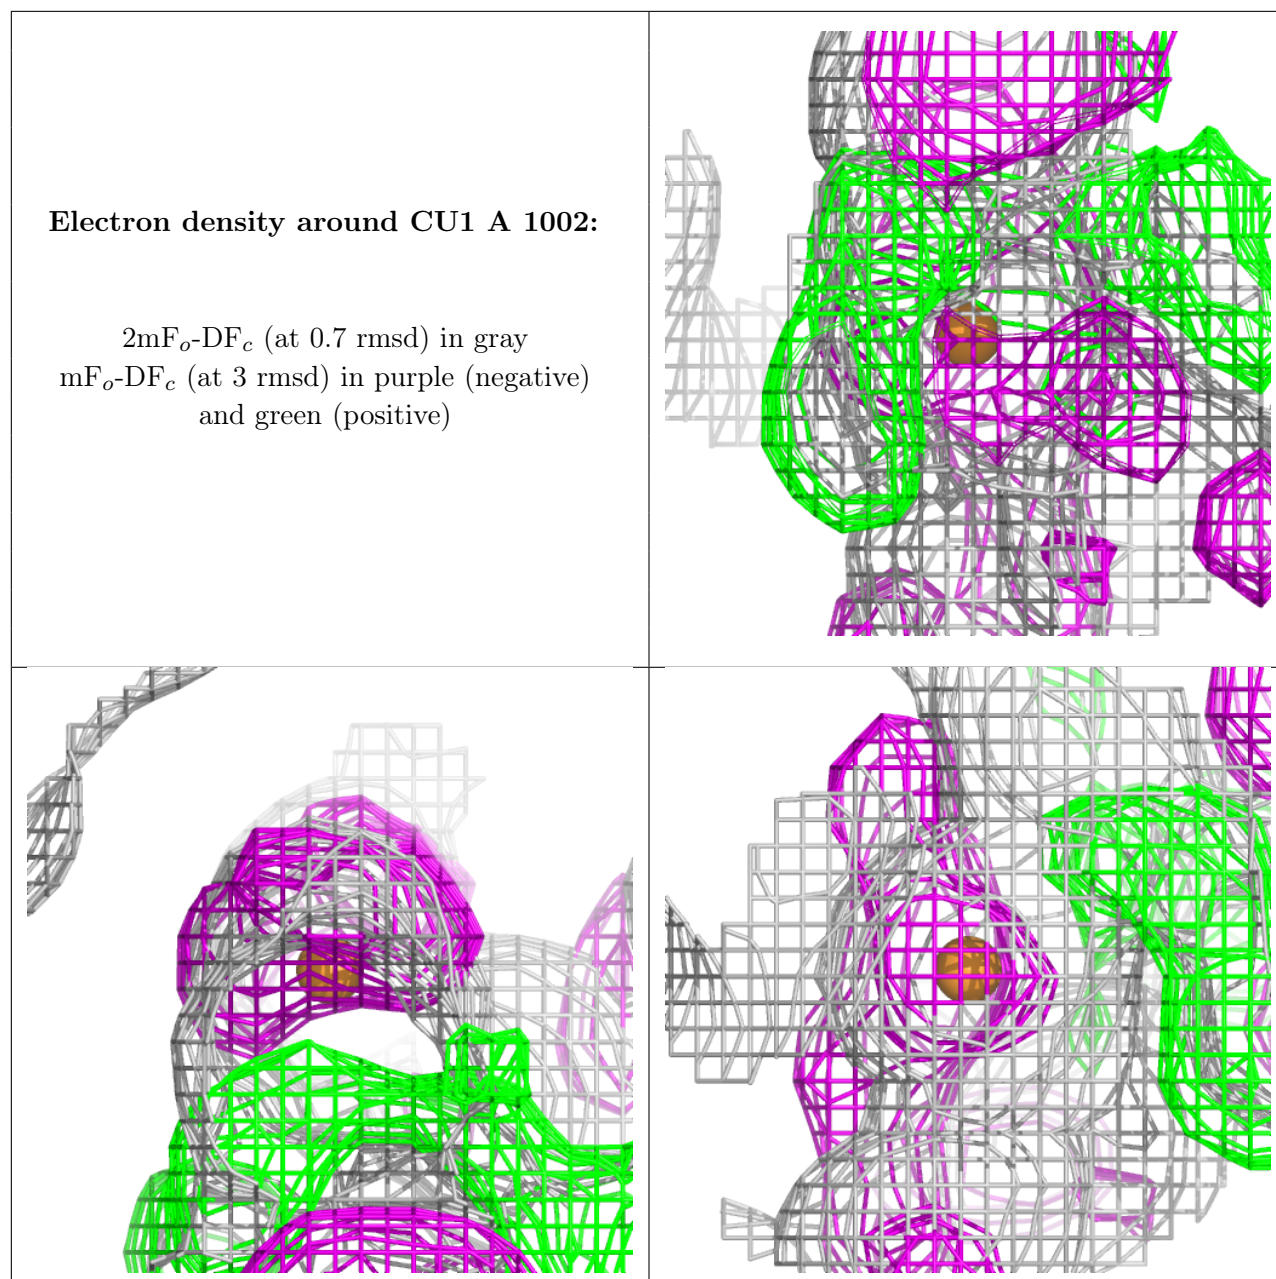 Electron density around CU1 A 1002:
2mFo-DFc (at 0.7 rmsd) in gray
mFo-DFc (at 3 rmsd) in purple (negative)
and green (positive)